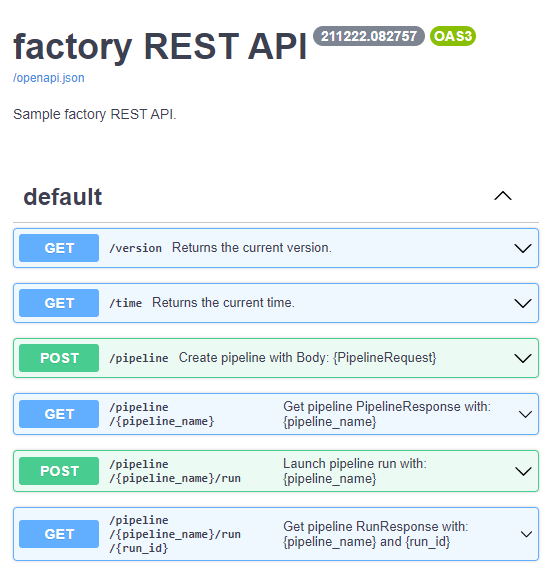 factory REST API 211222.082757 OAS3
/openapi.json
Sample factory REST API.
default
GET /version Returns the current version.
GET /time Returns the current time.
POST /pipeline Create pipeline with Body: {PipelineRequest}
GET /pipeline/{pipeline_name} Get pipeline PipelineResponse with: {pipeline_name}
POST /pipeline/{pipeline_name}/run Launch pipeline run with: {pipeline_name}
GET /pipeline/{pipeline_name}/run/{run_id} Get pipeline RunResponse with: {pipeline_name} and {run_id}